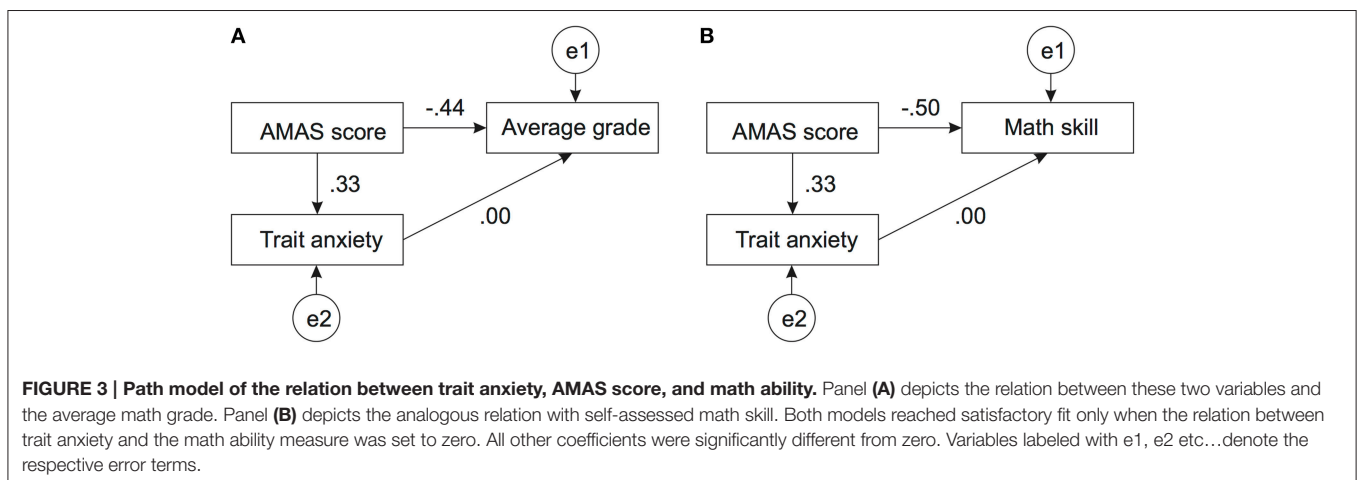 A
B
e1
e1
-.44
-.50
AMAS score
Average grade
AMAS score
Math skill
.33
.33
.00
.00
Trait anxiety
Trait anxiety
e2
e2
FIGURE 3 | Path model of the relation between trait anxiety, AMAS score, and math ability. Panel (A) depicts the relation between these two variables and
the average math grade. Panel (B) depicts the analogous relation with self-assessed math skill. Both models reached satisfactory fit only when the relation between
trait anxiety and the math ability measure was set to zero. All other coefficients were significantly different from zero. Variables labeled with e1, e2 etc...denote the
respective error terms.